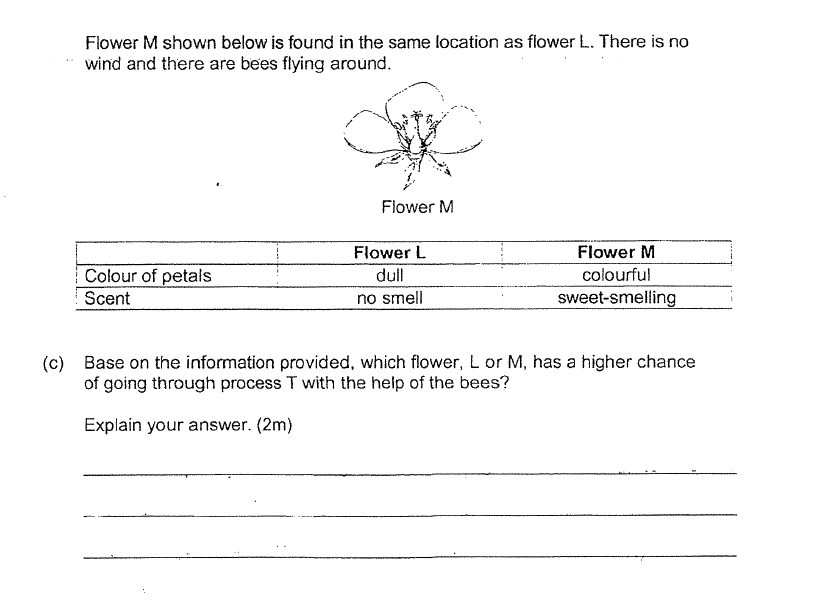 Flower M shown below is found in the same location as flower L. There is no
wind and there are bees flying around.
Flower M
Flower L Flower M
Colour of petals dull colourful
Scent no smell sweet-smelling
(c) Base on the information provided, which flower, L or M, has a higher chance
of going through process T with the help of the bees?
Explain your answer. (2m)